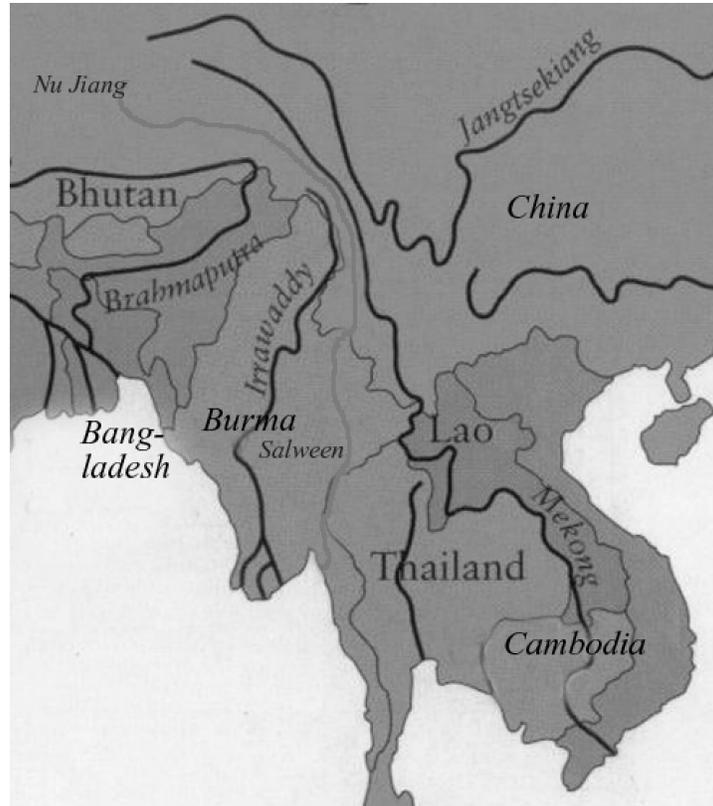 Nu Jiang
Jangtsekiang
Bhutan
China
Brahmaputra
Irrawaddy
Burma
Bang-
ladesh
Salween
Lao
Mekong
Thailand
Cambodia